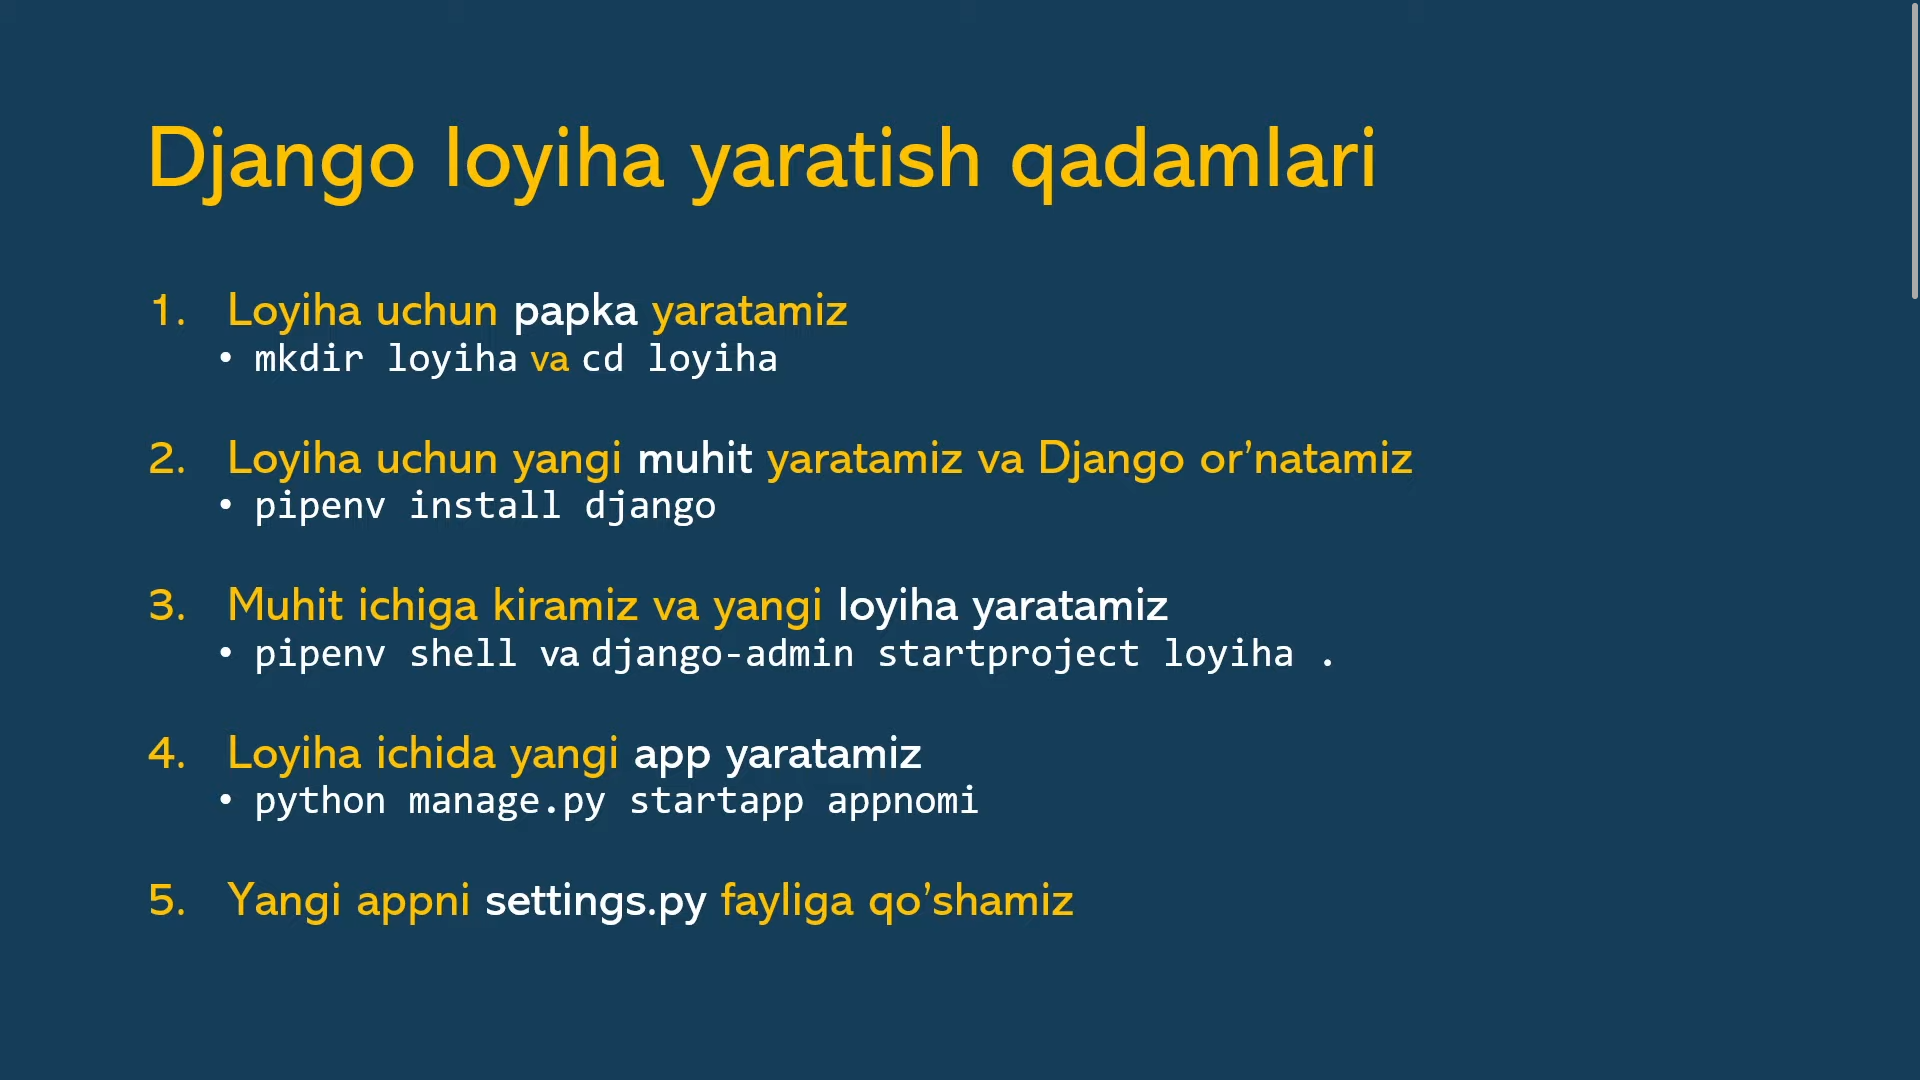 Django loyiha yaratish qadamlari
1. Loyiha uchun papka yaratamiz
• mkdir loyiha va cd loyiha
2. Loyiha uchun yangi muhit yaratamiz va Django or’natamiz
• pipenv install django
3. Muhit ichiga kiramiz va yangi loyiha yaratamiz
• pipenv shell va django-admin startproject loyiha .
4. Loyiha ichida yangi app yaratamiz
• python manage.py startapp appnomi
5. Yangi appni settings.py fayliga qo’shamiz